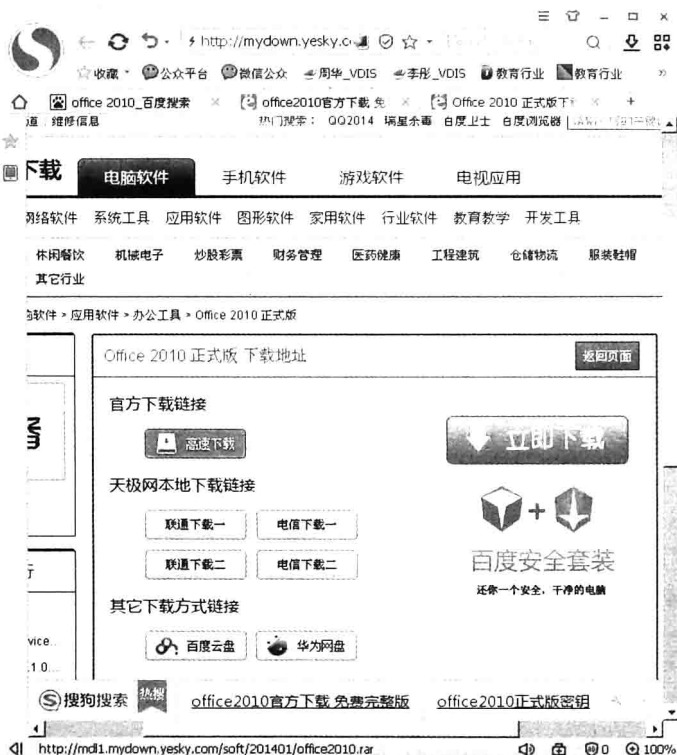 http://mydown.yesky.co
收藏 公众平台 微信公众 周华_VDIS 李彤_VDIS 教育行业 教育行业
office 2010_百度搜索 office2010官方下载 免 Office 2010 正式版下
道 维修信息 热门搜索： QQ2014 瑞星杀毒 百度卫士 百度浏览器
下载 电脑软件 手机软件 游戏软件 电视应用
网络软件 系统工具 应用软件 图形软件 家用软件 行业软件 教育教学 开发工具
休闲餐饮 机械电子 炒股彩票 财务管理 医药健康 工程建筑 仓储物流 服装鞋帽
其它行业
脑软件 > 应用软件 > 办公工具 > Office 2010 正式版
Office 2010 正式版 下载地址 返回页面
官方下载链接
高速下载
立即下载
天极网本地下载链接
联通下载一 电信下载一
联通下载二 电信下载二
百度安全套装
还你一个安全、干净的电脑
其它下载方式链接
百度云盘 华为网盘
vice...
.1 0...
搜狗搜索 热搜 office2010官方下载 免费完整版 office2010正式版密钥
http://mdl1.mydown.yesky.com/soft/201401/office2010.rar 0 100%